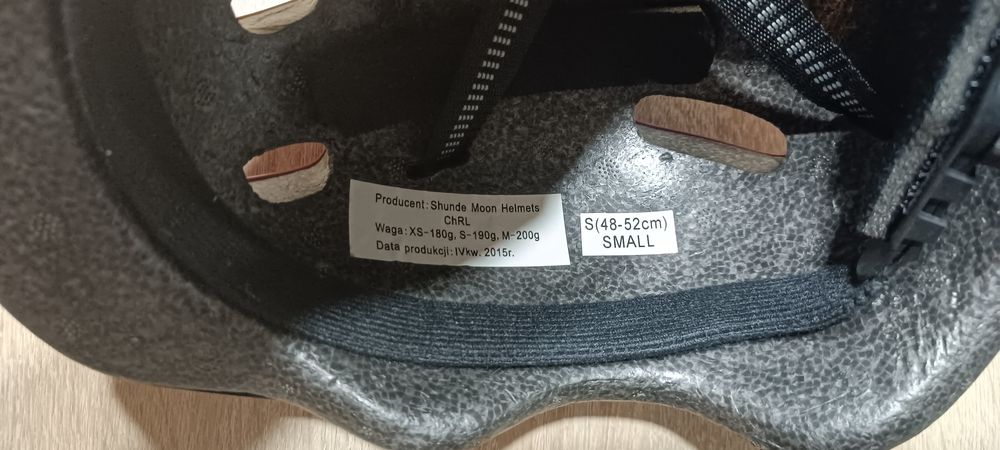 Producent: Shunde Moon Helmets
ChRL
Waga: XS-180g, S-190g, M-200g
Data produkcji: IVkw. 2015r.
S(48-52cm)
SMALL